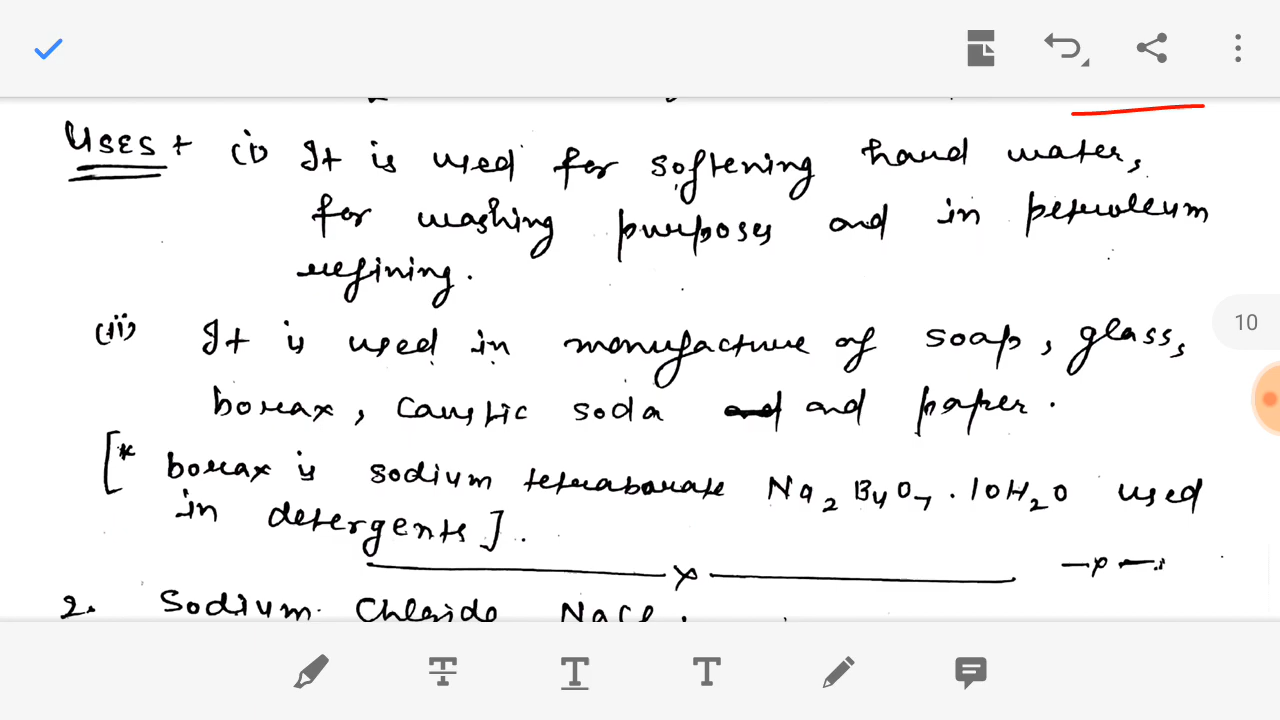 Uses + (i) It is used for softening hard water,
for washing purposes and in petroleum
refining.
(ii) It is used in manufacture of soap, glass,
borax, caustic soda and and paper.
[* borax is sodium tetraborate Na2B4O7.10H2O used
in detergents].
2. Sodium Chloride NaCl.
10